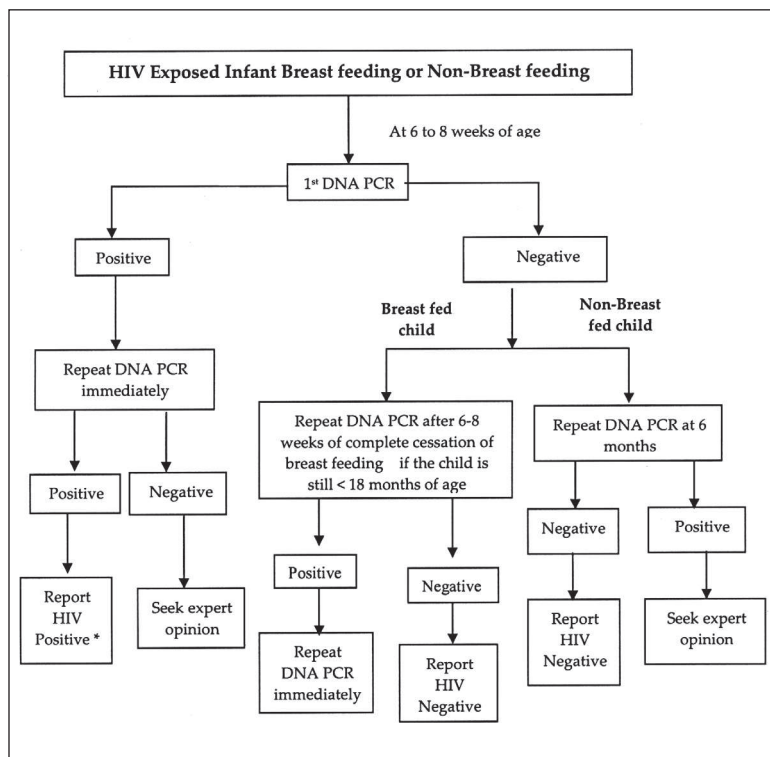 HIV Exposed Infant Breast feeding or Non-Breast feeding
At 6 to 8 weeks of age
1st DNA PCR
Positive
Negative
Breast fed
child
Non-Breast
fed child
Repeat DNA PCR
immediately
Repeat DNA PCR after 6-8
weeks of complete cessation of
breast feeding if the child is
still < 18 months of age
Repeat DNA PCR at 6
months
Positive
Negative
Positive
Negative
Negative
Positive
Report
HIV
Positive *
Seek expert
opinion
Repeat
DNA PCR
immediately
Report
HIV
Negative
Report
HIV
Negative
Seek expert
opinion